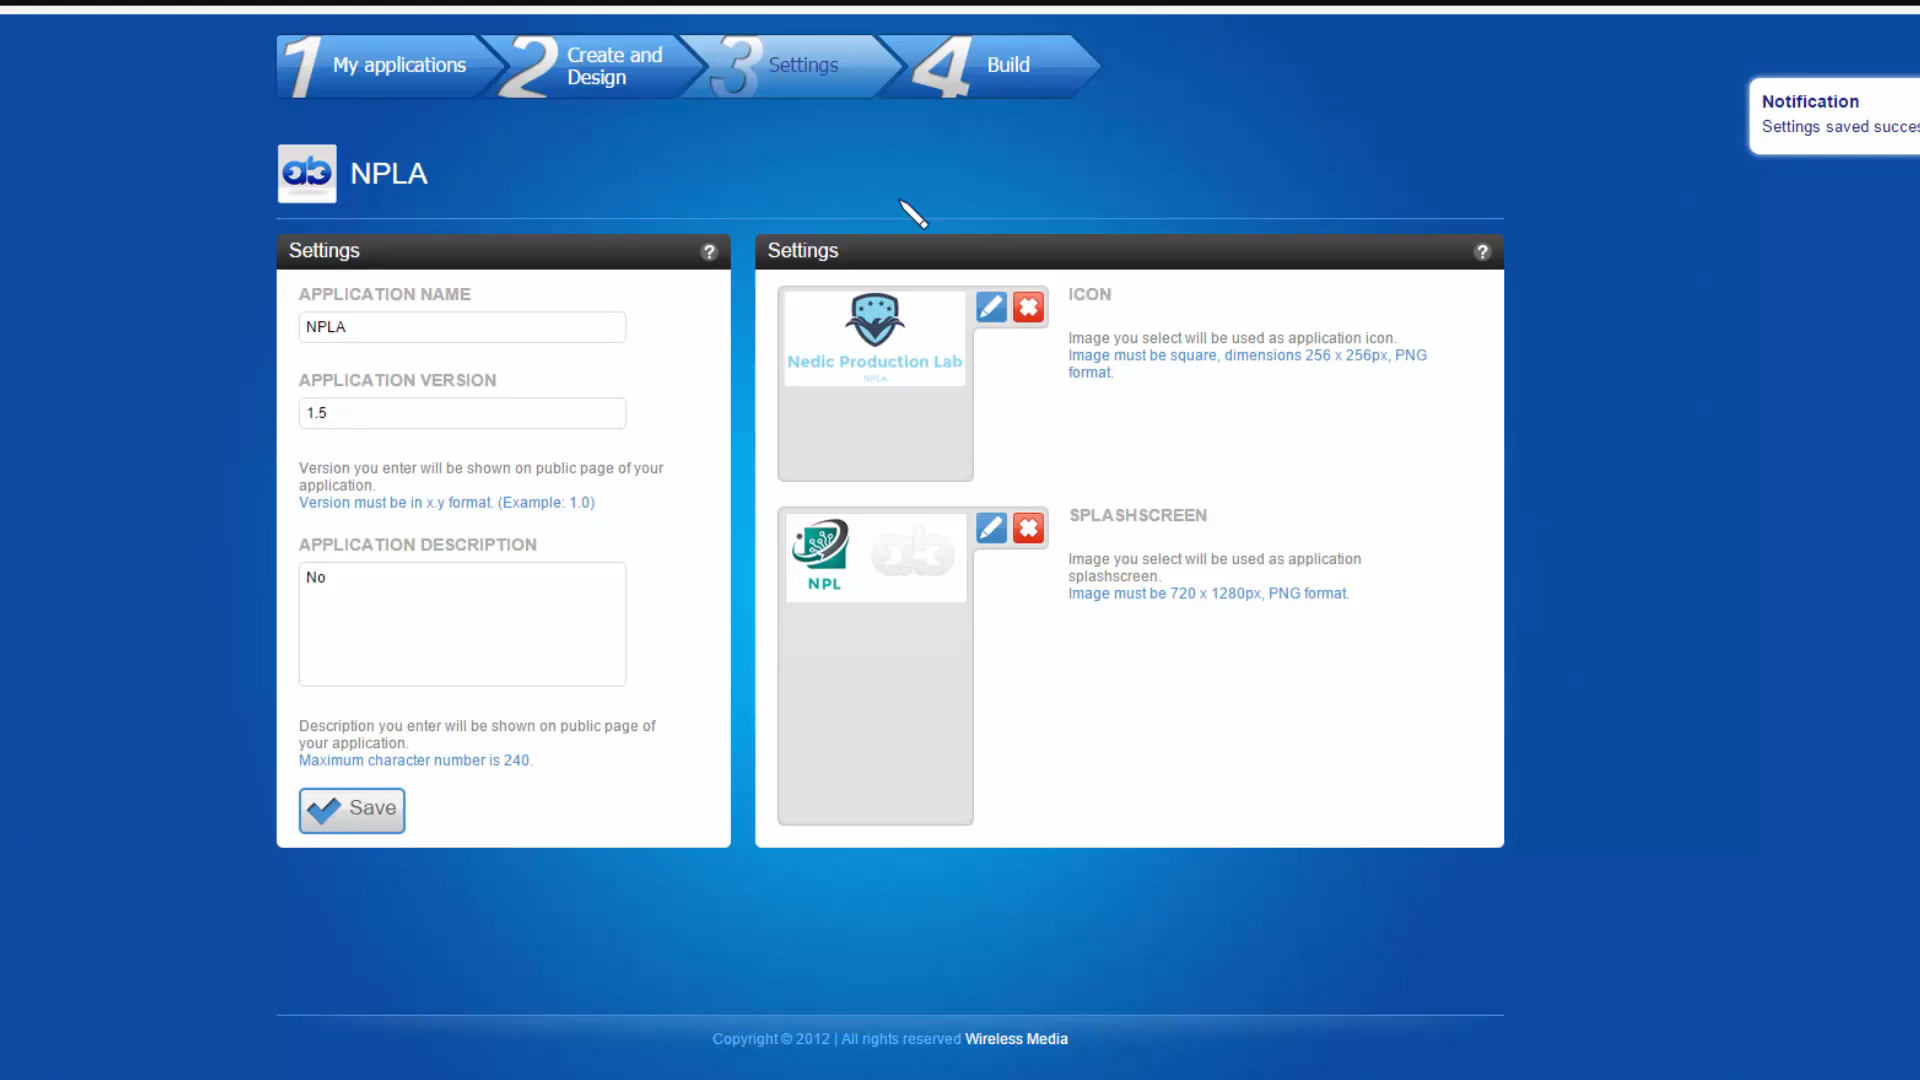 1 My applications
2 Create and
Design
3 Settings
4 Build
Notification
Settings saved
NPLA
Settings
?
APPLICATION NAME
NPLA
APPLICATION VERSION
1.5
Version you enter will be shown on public page of your
application.
Version must be in x.y format. (Example: 1.0)
APPLICATION DESCRIPTION
No
Description you enter will be shown on public page of
your application.
Maximum character number is 240.
Save
Settings
?
Nedic Production Lab
NPLA
ICON
Image you select will be used as application icon.
Image must be square, dimensions 256 x 256px, PNG
format.
NPL
SPLASHSCREEN
Image you select will be used as application
splashscreen.
Image must be 720 x 1280px, PNG format.
Copyright © 2012 | All rights reserved Wireless Media